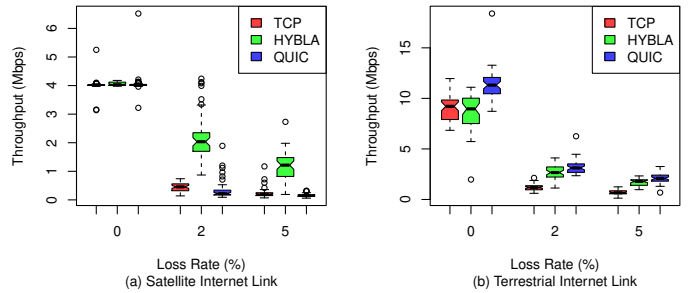 TCP
HYBLA
QUIC
Throughput (Mbps)
6
5
4
3
2
1
0
0 2 5
Loss Rate (%)
(a) Satellite Internet Link
TCP
HYBLA
QUIC
Throughput (Mbps)
15
10
5
0
0 2 5
Loss Rate (%)
(b) Terrestrial Internet Link